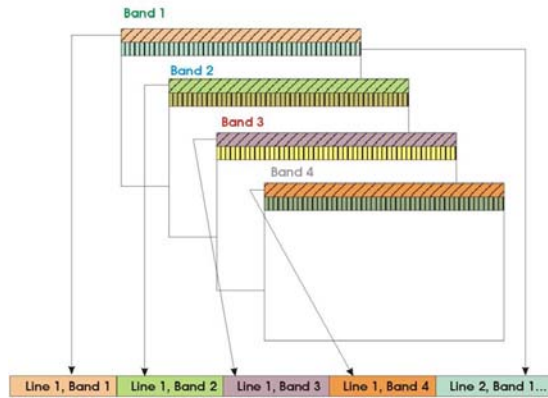 Band 1
Band 2
Band 3
Band 4
Line 1, Band 1
Line 1, Band 2
Line 1, Band 3
Line 1, Band 4
Line 2, Band 1...